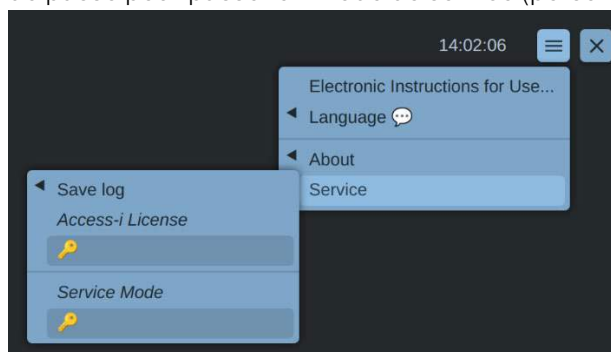 14:02:06
Electronic Instructions for Use...
Language
About
Service
Save log
Access-i License
Service Mode